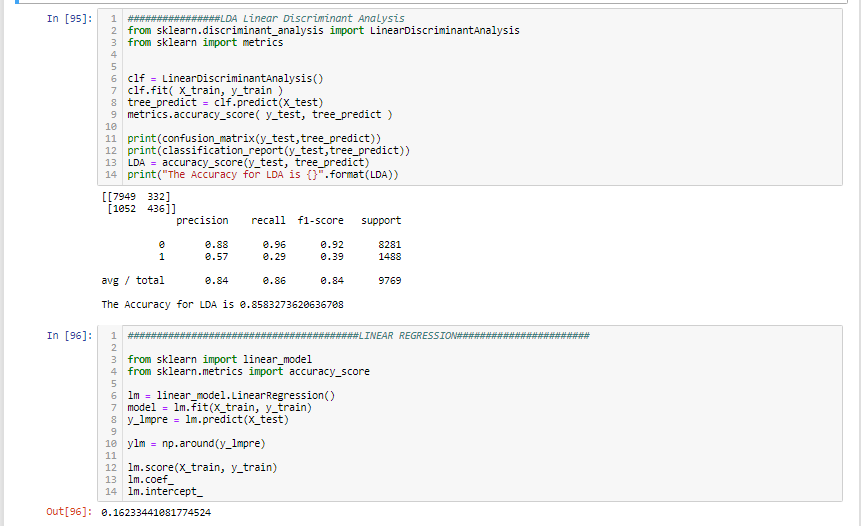 In [95]:
1 ################LDA Linear Discriminant Analysis
2 from sklearn.discriminant_analysis import LinearDiscriminantAnalysis
3 from sklearn import metrics
4
5
6 clf = LinearDiscriminantAnalysis()
7 clf.fit( X_train, y_train )
8 tree_predict = clf.predict(X_test)
9 metrics.accuracy_score( y_test, tree_predict )
10
11 print(confusion_matrix(y_test,tree_predict))
12 print(classification_report(y_test,tree_predict))
13 LDA = accuracy_score(y_test, tree_predict)
14 print("The Accuracy for LDA is {}".format(LDA))
[[7949  332]
 [1052  436]]
             precision    recall  f1-score   support
          0       0.88      0.96      0.92      8281
          1       0.57      0.29      0.39      1488
avg / total       0.84      0.86      0.84      9769
The Accuracy for LDA is 0.8583273620636708
In [96]:
1 ########################################LINEAR REGRESSION#######################
2
3 from sklearn import linear_model
4 from sklearn.metrics import accuracy_score
5
6 lm = linear_model.LinearRegression()
7 model = lm.fit(X_train, y_train)
8 y_lmpre = lm.predict(X_test)
9
10 ylm = np.around(y_lmpre)
11
12 lm.score(X_train, y_train)
13 lm.coef_
14 lm.intercept_
Out[96]: 0.16233441081774524